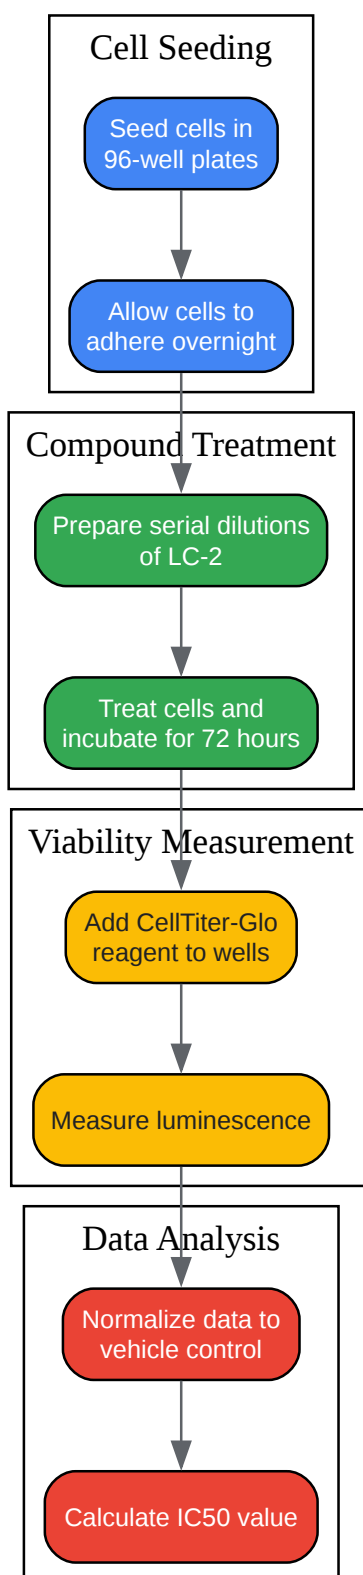 Cell Seeding
Seed cells in
96-well plates
Allow cells to
adhere overnight
Compound Treatment
Prepare serial dilutions
of LC-2
Treat cells and
incubate for 72 hours
Viability Measurement
Add CellTiter-Glo
reagent to wells
Measure luminescence
Data Analysis
Normalize data to
vehicle control
Calculate IC50 value